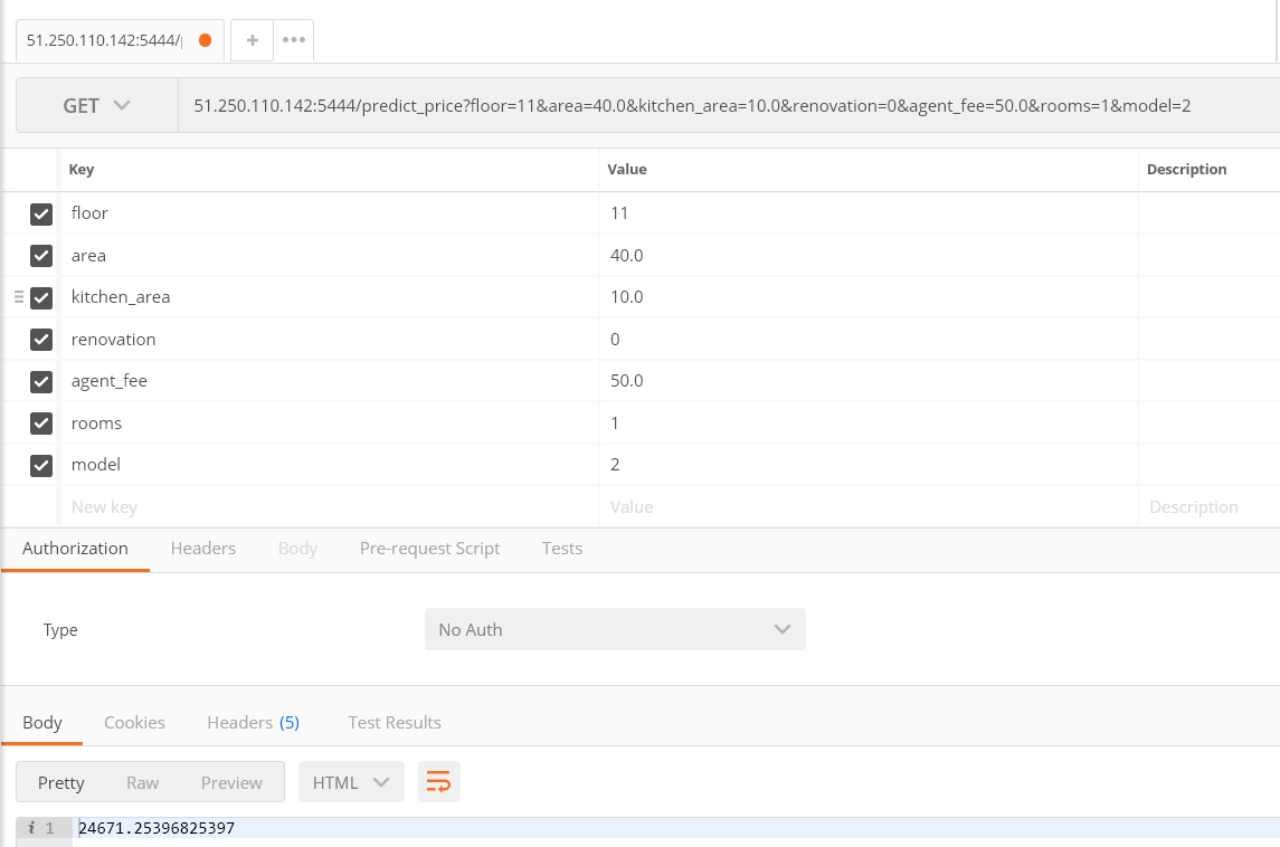 51.250.110.142:5444/
GET 51.250.110.142:5444/predict_price?floor=11&area=40.0&kitchen_area=10.0&renovation=0&agent_fee=50.0&rooms=1&model=2
Key Value Description
floor 11
area 40.0
kitchen_area 10.0
renovation 0
agent_fee 50.0
rooms 1
model 2
New key Value Description
Authorization Headers Body Pre-request Script Tests
Type No Auth
Body Cookies Headers (5) Test Results
Pretty Raw Preview HTML
i 1 24671.25396825397